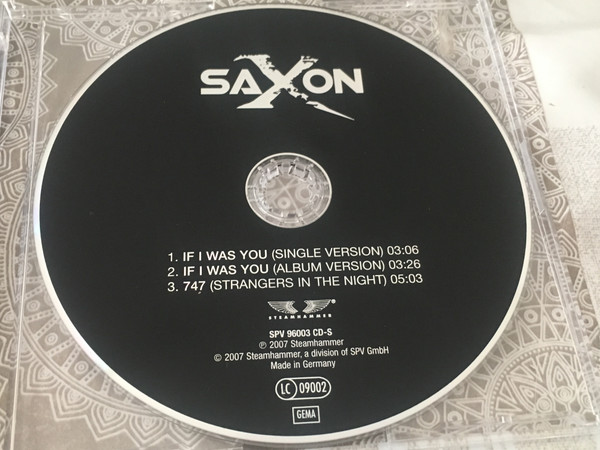 SAXON
1. IF I WAS YOU (SINGLE VERSION) 03:06
2. IF I WAS YOU (ALBUM VERSION) 03:26
3. 747 (STRANGERS IN THE NIGHT) 05:03
STEAMHAMMER
SPV 96003 CD-S
℗ 2007 Steamhammer
© 2007 Steamhammer, a division of SPV GmbH
Made in Germany
LC 09002
GEMA